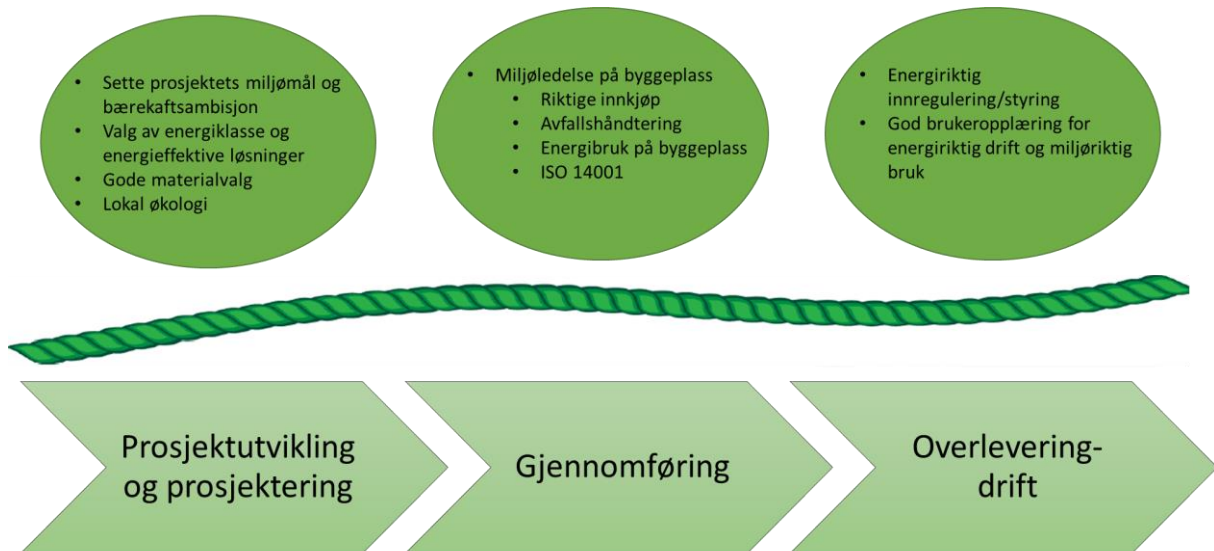 • Sette prosjektets miljømål og
bærekaftsambisjon
• Valg av energiklasse og
energieffektive løsninger
• Gode materialvalg
• Lokal økologi
• Miljøledelse på byggeplass
• Riktige innkjøp
• Avfallshåndtering
• Energibruk på byggeplass
• ISO 14001
• Energiriktig
innregulering/styring
• God brukeropplæring for
energiriktig drift og miljøriktig
bruk
Prosjektutvikling
og prosjektering
Gjennomføring
Overlevering-
drift